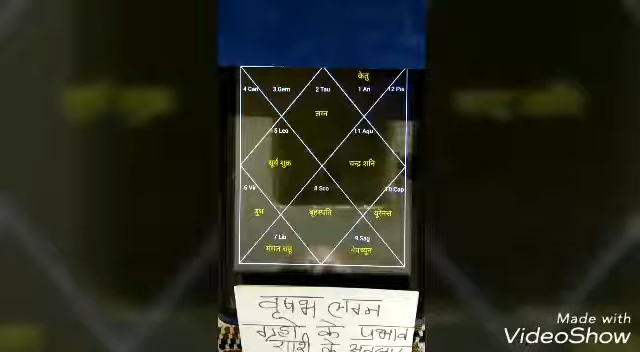 केतु
4 Can 3 Gem 2 Tau 1 Ari 12 Pis
लग्न
5 Leo 11 Aqu
सूर्य शुक्र चन्द्र शनि
6 Vir 8 Sco 10 Cap
बुध बृहस्पति यूरेनस
7 Lib 9 Sag
मंगल राहू नेपच्यून
वृषभ लग्न
ग्रहो के प्रभाव
राशी के अनुसार
Made with
VideoShow